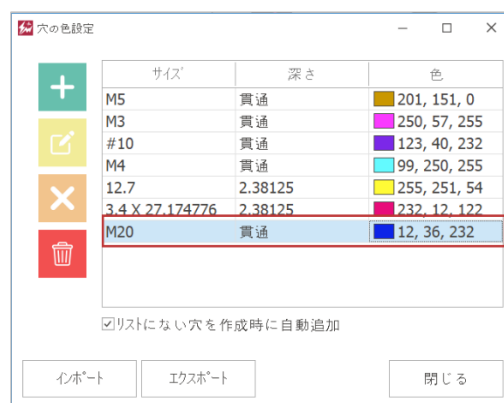 穴の色設定
サイズ 深さ 色
M5 貫通 201, 151, 0
M3 貫通 250, 57, 255
#10 貫通 123, 40, 232
M4 貫通 99, 250, 255
12.7 2.38125 255, 251, 54
3.4 X 27.174776 2.38125 232, 12, 122
M20 貫通 12, 36, 232
リストにない穴を作成時に自動追加
インポート エクスポート 閉じる